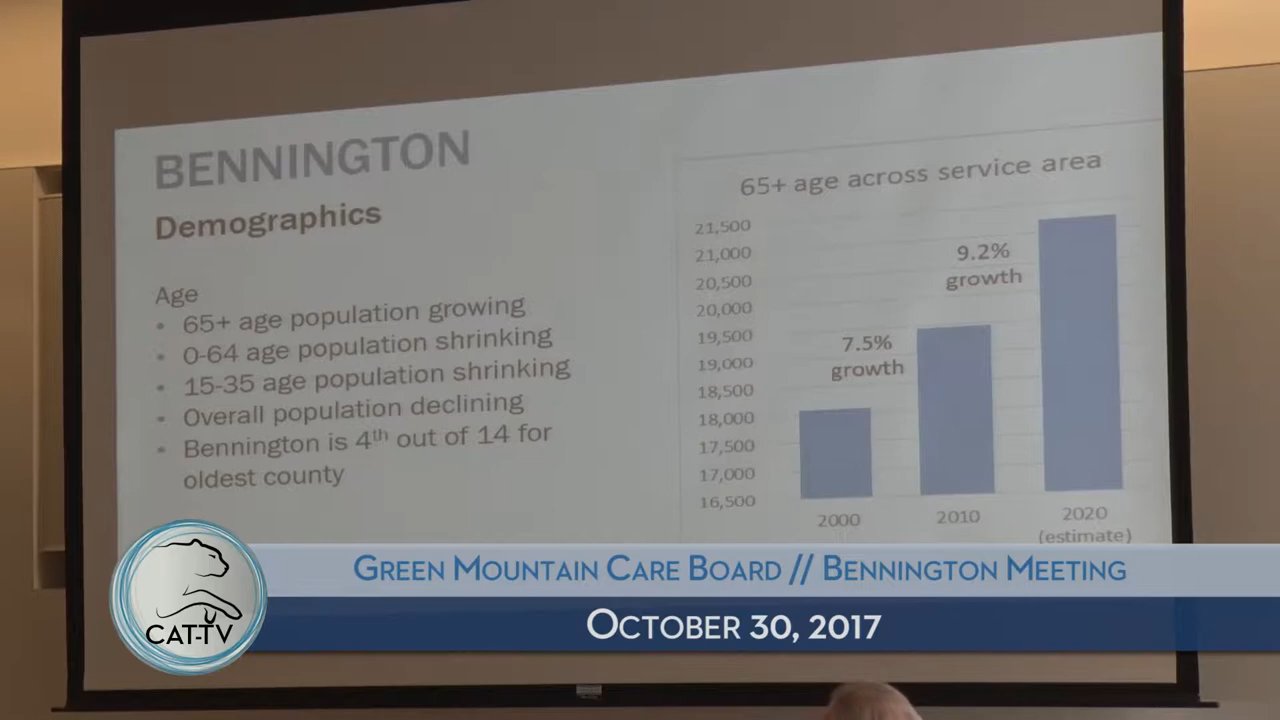 BENNINGTON
Demographics
Age
• 65+ age population growing
• 0-64 age population shrinking
• 15-35 age population shrinking
• Overall population declining
• Bennington is 4th out of 14 for
oldest county
65+ age across service area
21,500
21,000
20,500
20,000
19,500
19,000
18,500
18,000
17,500
17,000
16,500
7.5%
growth
9.2%
growth
2000
2010
2020
(estimate)
CAT-TV
GREEN MOUNTAIN CARE BOARD // BENNINGTON MEETING
OCTOBER 30, 2017